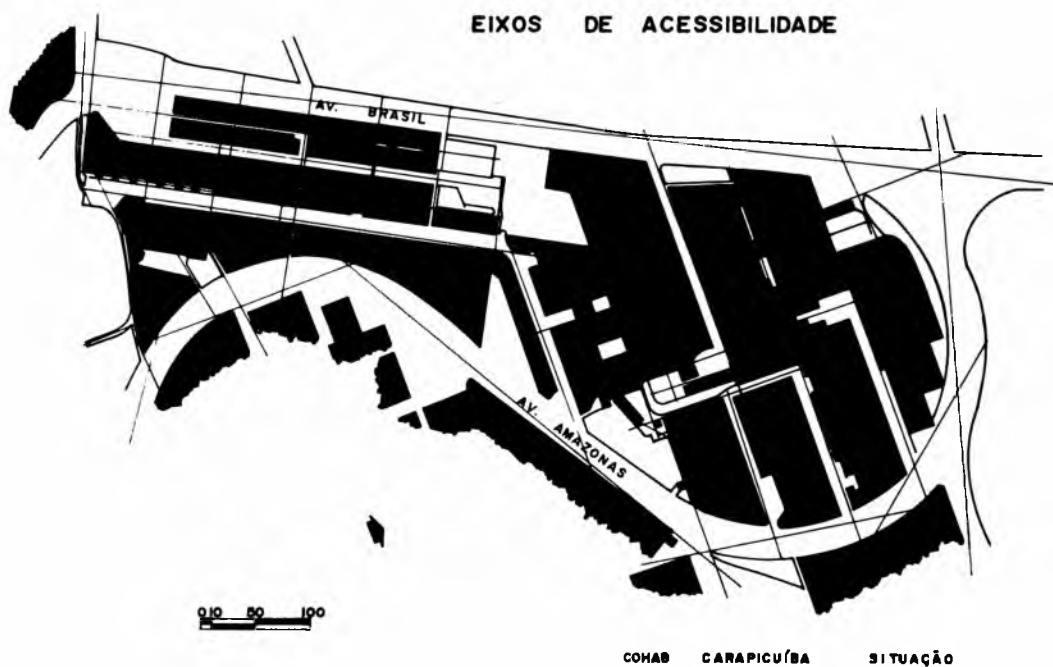 EIXOS DE ACESSIBILIDADE
AV. BRASIL
AV. AMAZONAS
0 10 50 100
COHAB CARAPICUÍBA SITUAÇÃO